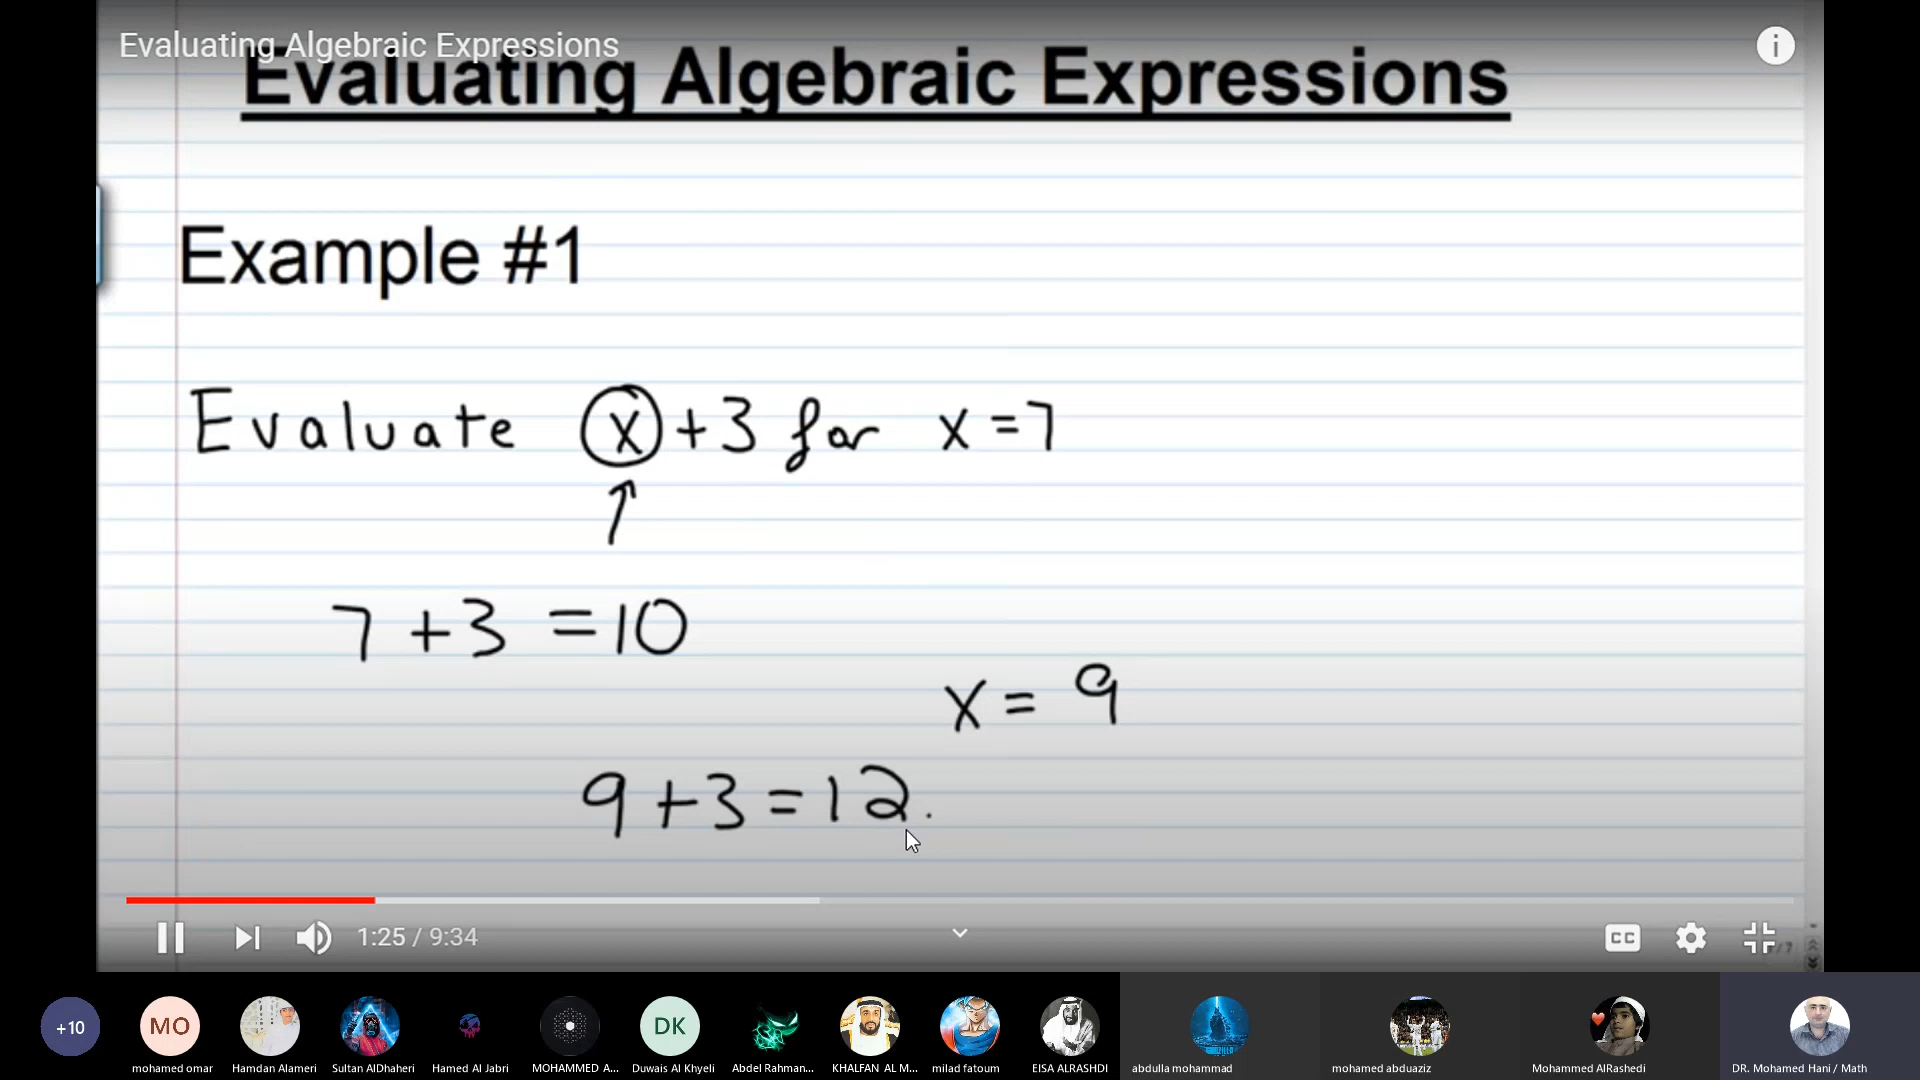 Evaluating Algebraic Expressions
Evaluating Algebraic Expressions
Example #1
Evaluate x + 3 for x = 7
7 + 3 = 10
x = 9
9 + 3 = 12.
1:25 / 9:34
CC
+10
MO
DK
mohamed omar
Hamdan Alameri
Sultan AlDhaheri
Hamed Al Jabri
MOHAMMED A...
Duwais Al Khyeli
Abdel Rahman...
KHALFAN AL M...
milad fatoum
EISA ALRASHDI
abdulla mohammad
mohamed abduaziz
Mohammed AlRashedi
DR. Mohamed Hani / Math